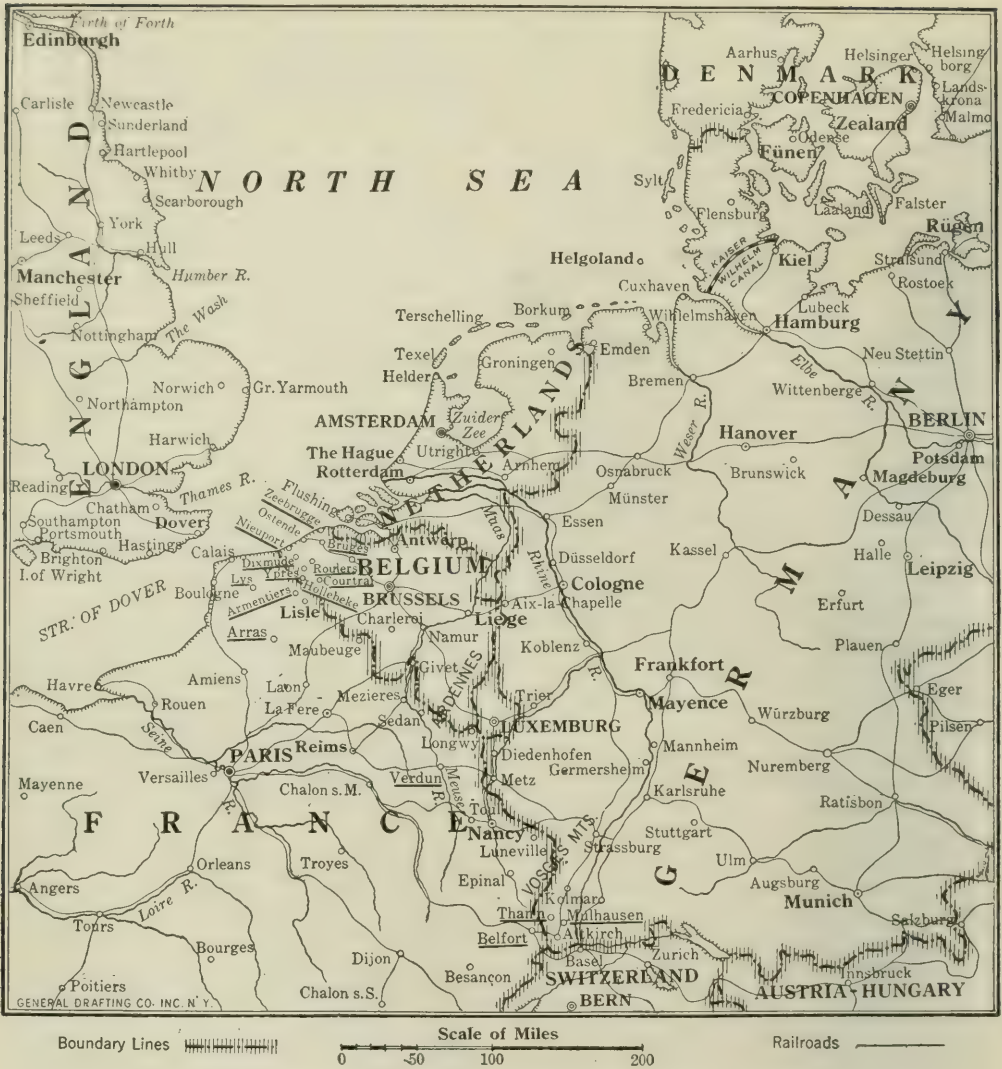 Firth of Forth
Edinburgh
Carlisle
Newcastle
Sunderland
Hartlepool
Whitby
Scarborough
York
Leeds
Hull
Humber R.
Manchester
Sheffield
Nottingham
The Wash
Norwich
Gr. Yarmouth
Northampton
Harwich
LONDON
Reading
Thames R.
Chatham
Dover
Southampton
Portsmouth
Hastings
Brighton
I. of Wright
ENGLAND
NORTH SEA
STR. OF DOVER
DENMARK
Aarhus
Helsinger
Helsing
borg
COPENHAGEN
Lands-
krona
Malmo
Fredericia
Zealand
Odense
Fünen
Sylt
Flensburg
Laaland
Falster
Rügen
Helgoland
KAISER
WILHELM
CANAL
Kiel
Stralsund
Rostock
Cuxhaven
Lubeck
Wilhelmshaven
Hamburg
Terschelling
Borkum
Texel
Helder
Groningen
Emden
Elbe
R.
Neu Stettin
Bremen
Wittenberge
AMSTERDAM
Zuider
Zee
Weser R.
Hanover
BERLIN
Potsdam
The Hague
Utright
Rotterdam
Arnhem
Osnabruck
Brunswick
Magdeburg
NETHERLANDS
Münster
Dessau
Flushing
Zeebrugge
Ostende
Nieuport
Bruges
Antwerp
Maas
Essen
Calais
Dixmude
Roulers
Ypres
Courtrai
BELGIUM
Düsseldorf
Kassel
Halle
Leipzig
Boulogne
Lys
Hollebeke
BRUSSELS
Rhine
R.
Cologne
Armentiers
Lisle
Liege
Aix-la-Chapelle
Erfurt
Arras
Charleroi
Namur
Maubeuge
Koblenz
Plauen
Givet
ARDENNES
Frankfort
Havre
Amiens
Laon
Mezieres
Trier
Mayence
Eger
Rouen
La Fere
Sedan
LUXEMBURG
Würzburg
Pilsen
Caen
Seine
R.
Longwy
PARIS
Reims
Diedenhofen
Mannheim
Versailles
Germersheim
Nuremberg
Verdun
Metz
Mayenne
Chalon s. M.
Meuse
R.
Karlsruhe
Ratisbon
FRANCE
Toul
Nancy
Stuttgart
Luneville
VOSGES MTS.
Strassburg
GERMANY
Orleans
Troyes
Ulm
Angers
Epinal
Augsburg
Loire R.
Kolmar
Munich
Tours
Thann
Mulhausen
Salzburg
Belfort
Altkirch
Bourges
Dijon
Basel
Zurich
Besançon
Innsbruck
Poitiers
Chalon s.S.
SWITZERLAND
BERN
AUSTRIA-HUNGARY
GENERAL DRAFTING CO. INC. N.Y.
Boundary Lines
Scale of Miles
0 50 100 200
Railroads